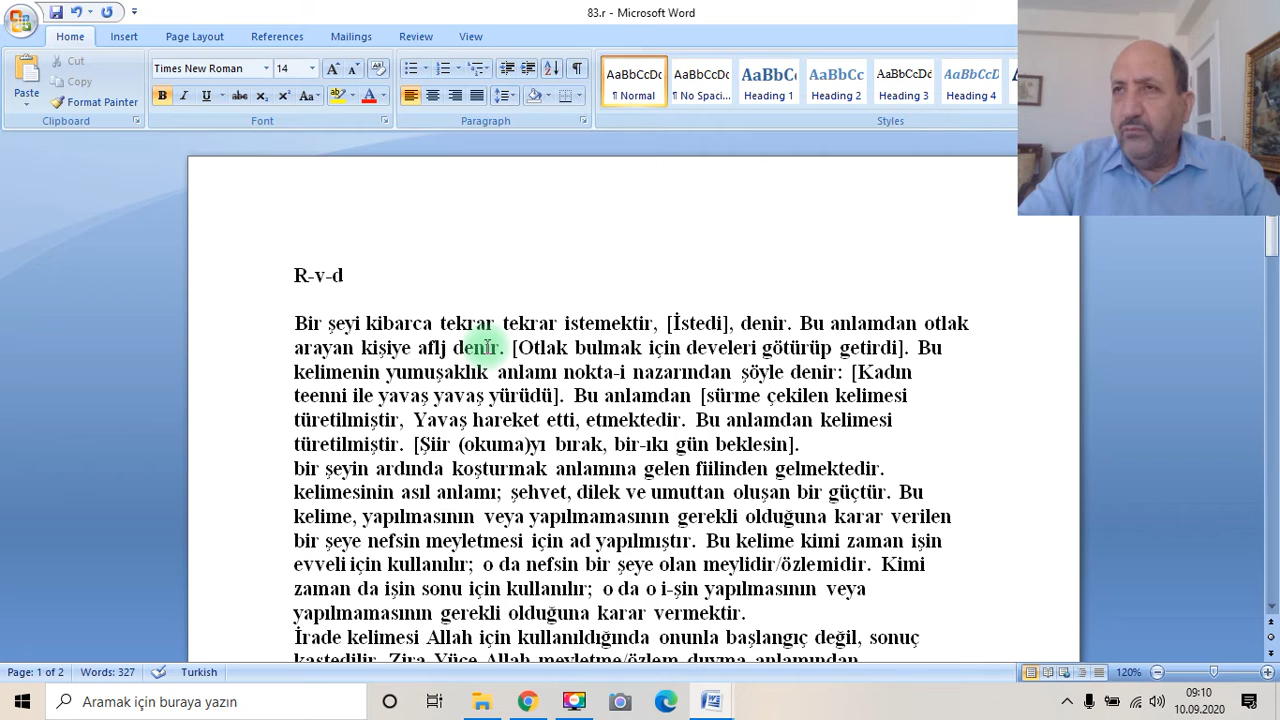 83.r - Microsoft Word
Home Insert Page Layout References Mailings Review View
Paste
Cut
Copy
Format Painter
Clipboard
Times New Roman 14
Font
Paragraph
AaBbCcDc AaBbCcDc AaBbC AaBbCc AaBbCcDc AaBbCcD
¶ Normal ¶ No Spaci... Heading 1 Heading 2 Heading 3 Heading 4
Styles
R-v-d
Bir şeyi kibarca tekrar tekrar istemektir, [İstedi], denir. Bu anlamdan otlak
arayan kişiye aflj denir. [Otlak bulmak için develeri götürüp getirdi]. Bu
kelimenin yumuşaklık anlamı nokta-i nazarından şöyle denir: [Kadın
teenni ile yavaş yavaş yürüdü]. Bu anlamdan [sürme çekilen kelimesi
türetilmiştir, Yavaş hareket etti, etmektedir. Bu anlamdan kelimesi
türetilmiştir. [Şiir (okuma)yı bırak, bir-ıkı gün beklesin].
bir şeyin ardında koşturmak anlamına gelen fiilinden gelmektedir.
kelimesinin asıl anlamı; şehvet, dilek ve umuttan oluşan bir güçtür. Bu
kelime, yapılmasının veya yapılmamasının gerekli olduğuna karar verilen
bir şeye nefsin meyletmesi için ad yapılmıştır. Bu kelime kimi zaman işin
evveli için kullanılır; o da nefsin bir şeye olan meylidir/özlemidir. Kimi
zaman da işin sonu için kullanılır; o da o i-şin yapılmasının veya
yapılmamasının gerekli olduğuna karar vermektir.
İrade kelimesi Allah için kullanıldığında onunla başlangıç değil, sonuç
kastedilir. Zira Yüce Allah meyletme/özlem duyma anlamından
Page: 1 of 2 Words: 327 Turkish 120%
Aramak için buraya yazın
09:10
10.09.2020